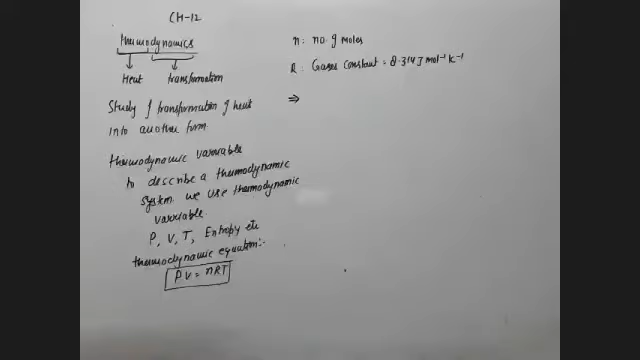 CH-12
thermodynamics
Heat transformation
Study of transformation of heat
into another form
thermodynamic variable
to describe a thermodynamic
system we use thermodynamic
variable.
P, V, T, Entropy etc
thermodynamic equation:-
PV = nRT
n: no. of moles
R: Gases constant = 8.314 J mol⁻¹ K⁻¹
⇒